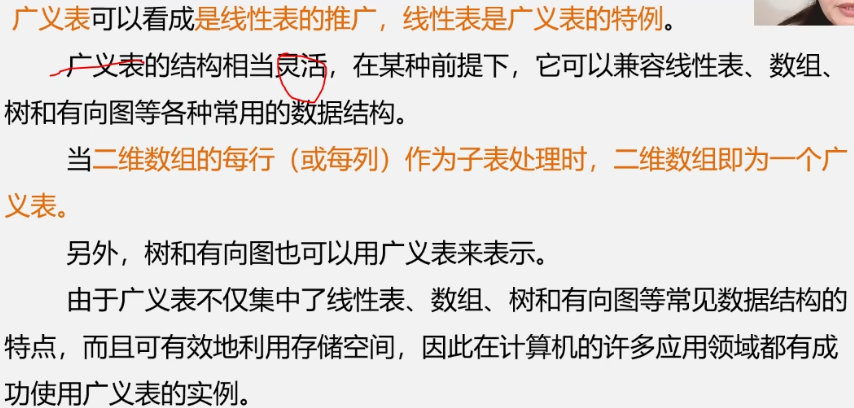 广义表可以看成是线性表的推广，线性表是广义表的特例。
广义表的结构相当灵活，在某种前提下，它可以兼容线性表、数组、
树和有向图等各种常用的数据结构。
当二维数组的每行（或每列）作为子表处理时，二维数组即为一个广
义表。
另外，树和有向图也可以用广义表来表示。
由于广义表不仅集中了线性表、数组、树和有向图等常见数据结构的
特点，而且可有效地利用存储空间，因此在计算机的许多应用领域都有成
功使用广义表的实例。